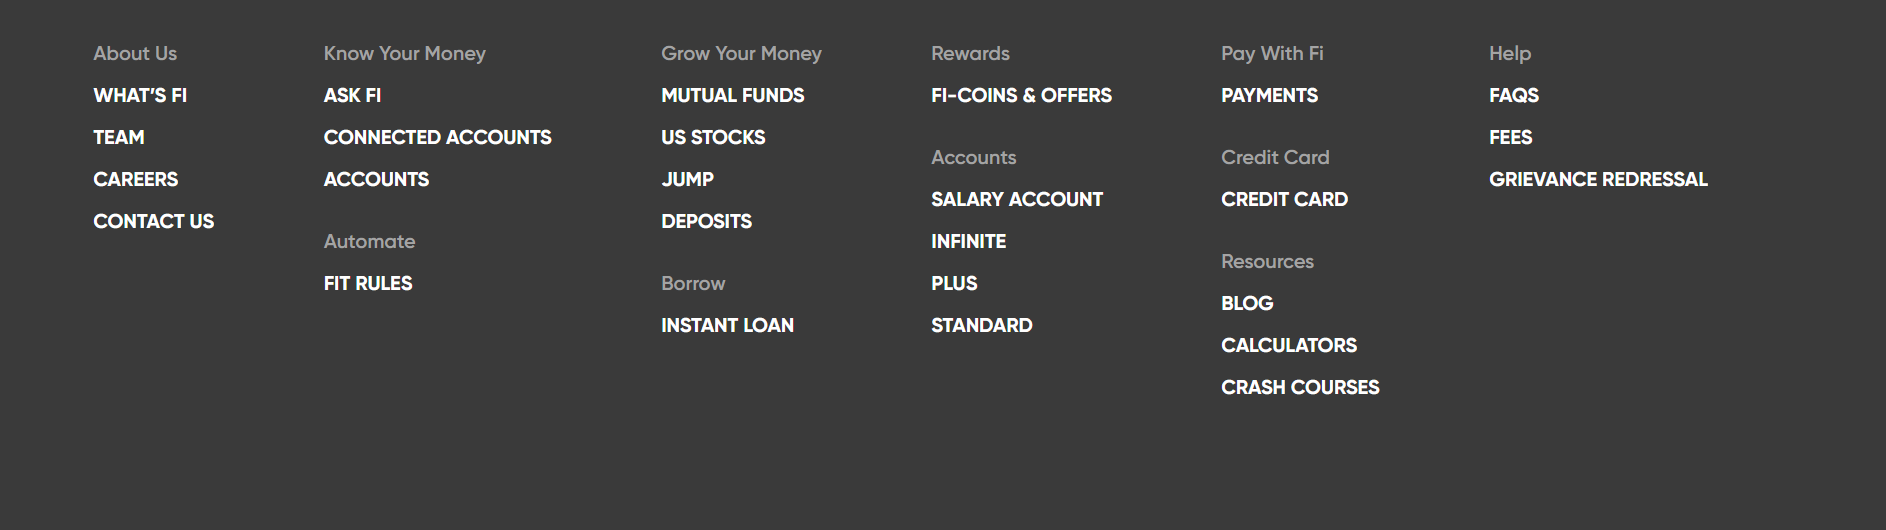 About Us
WHAT’S FI
TEAM
CAREERS
CONTACT US
Know Your Money
ASK FI
CONNECTED ACCOUNTS
ACCOUNTS
Automate
FIT RULES
Grow Your Money
MUTUAL FUNDS
US STOCKS
JUMP
DEPOSITS
Borrow
INSTANT LOAN
Rewards
FI-COINS & OFFERS
Accounts
SALARY ACCOUNT
INFINITE
PLUS
STANDARD
Pay With Fi
PAYMENTS
Credit Card
CREDIT CARD
Resources
BLOG
CALCULATORS
CRASH COURSES
Help
FAQS
FEES
GRIEVANCE REDRESSAL